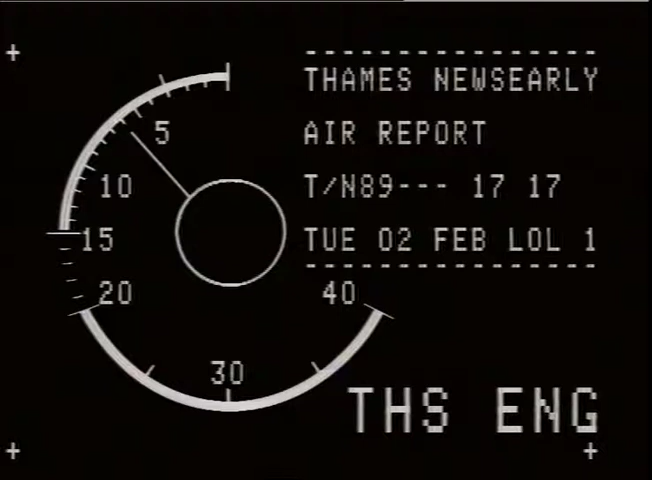 THAMES NEWSEARLY
AIR REPORT
T/N89--- 17 17
TUE 02 FEB LOL 1
5
10
15
20
30
40
THS ENG